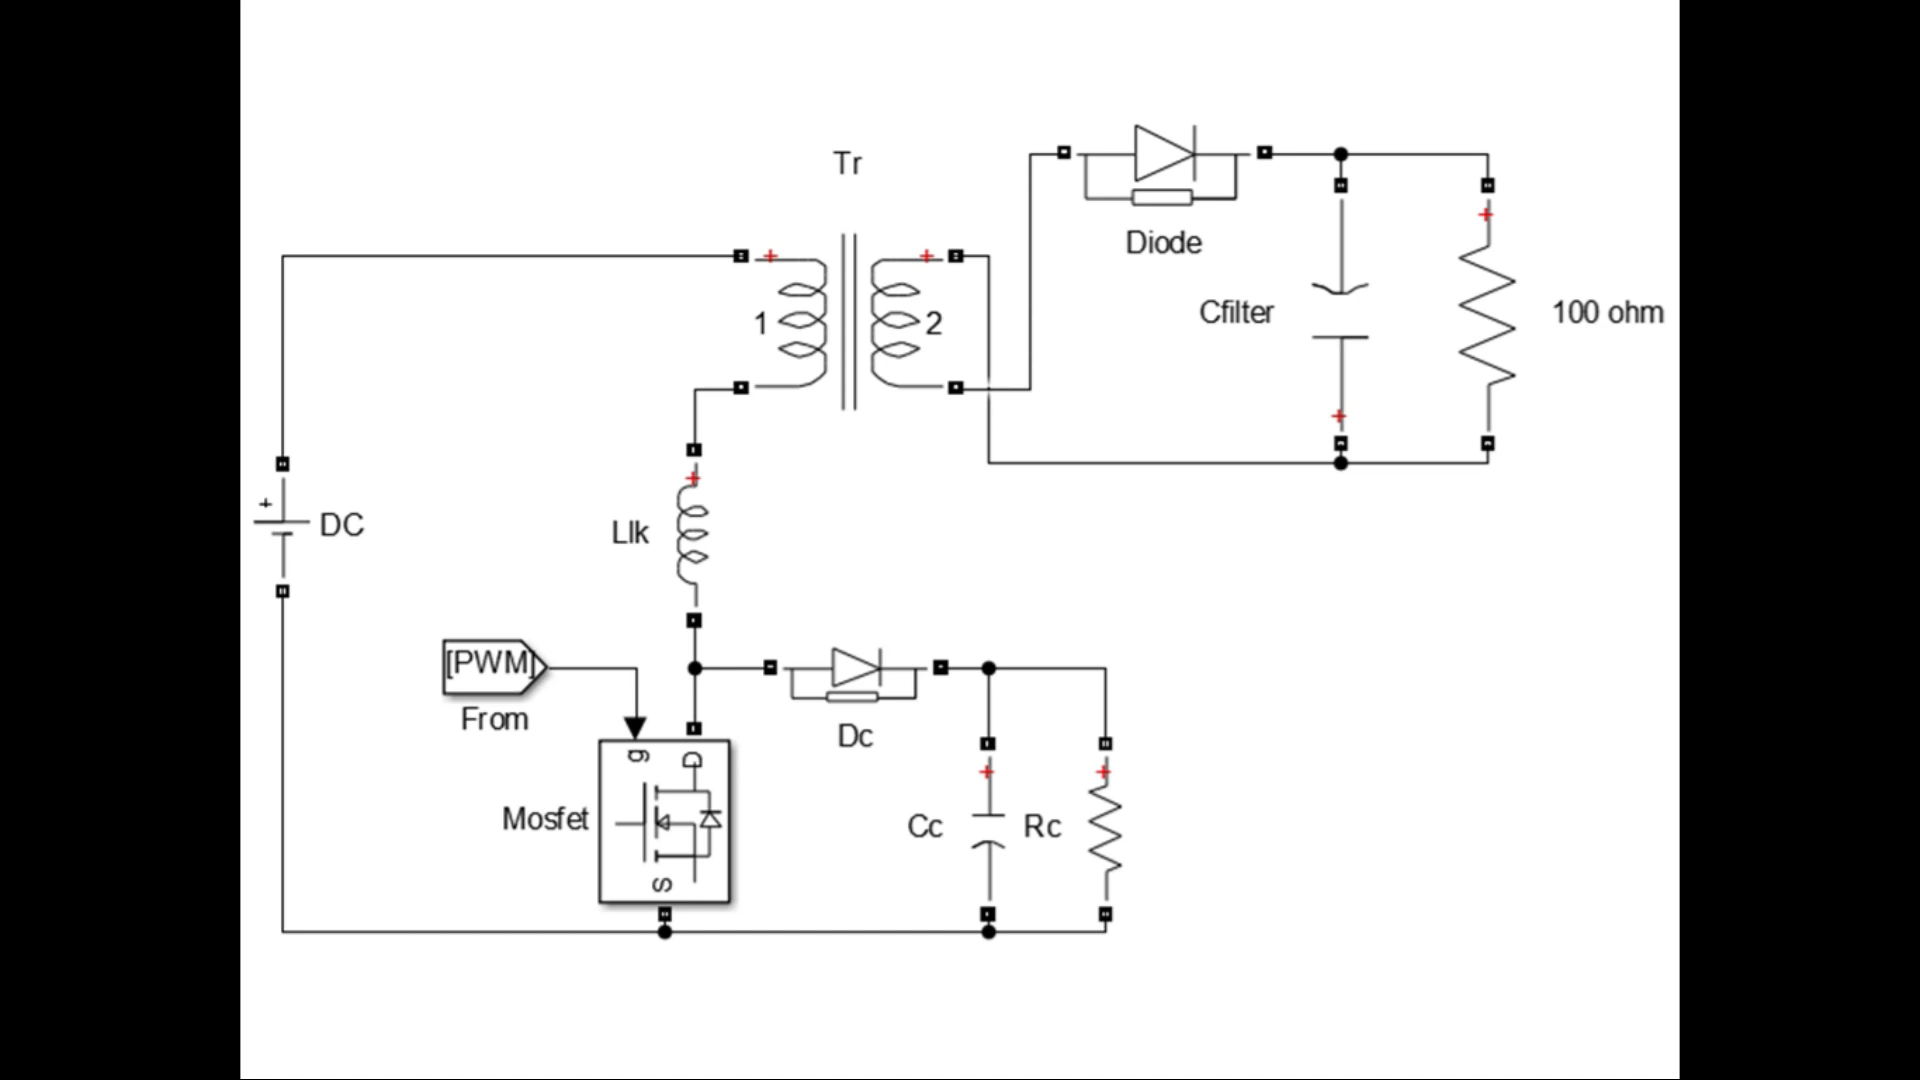 Tr
Diode
1
2
Cfilter
100 ohm
+
DC
Llk
[PWM]
From
Dc
g
D
Mosfet
S
Cc
Rc